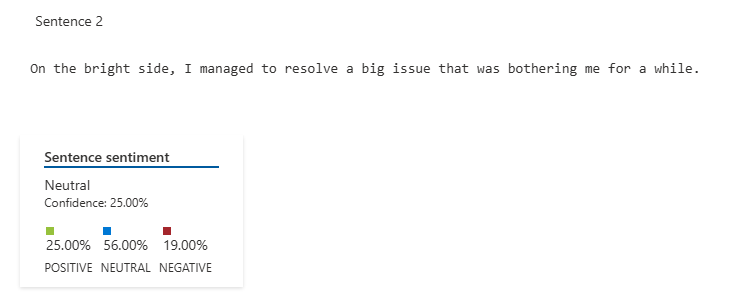 Sentence 2
On the bright side, I managed to resolve a big issue that was bothering me for a while.
Sentence sentiment
Neutral
Confidence: 25.00%
25.00% 56.00% 19.00%
POSITIVE NEUTRAL NEGATIVE